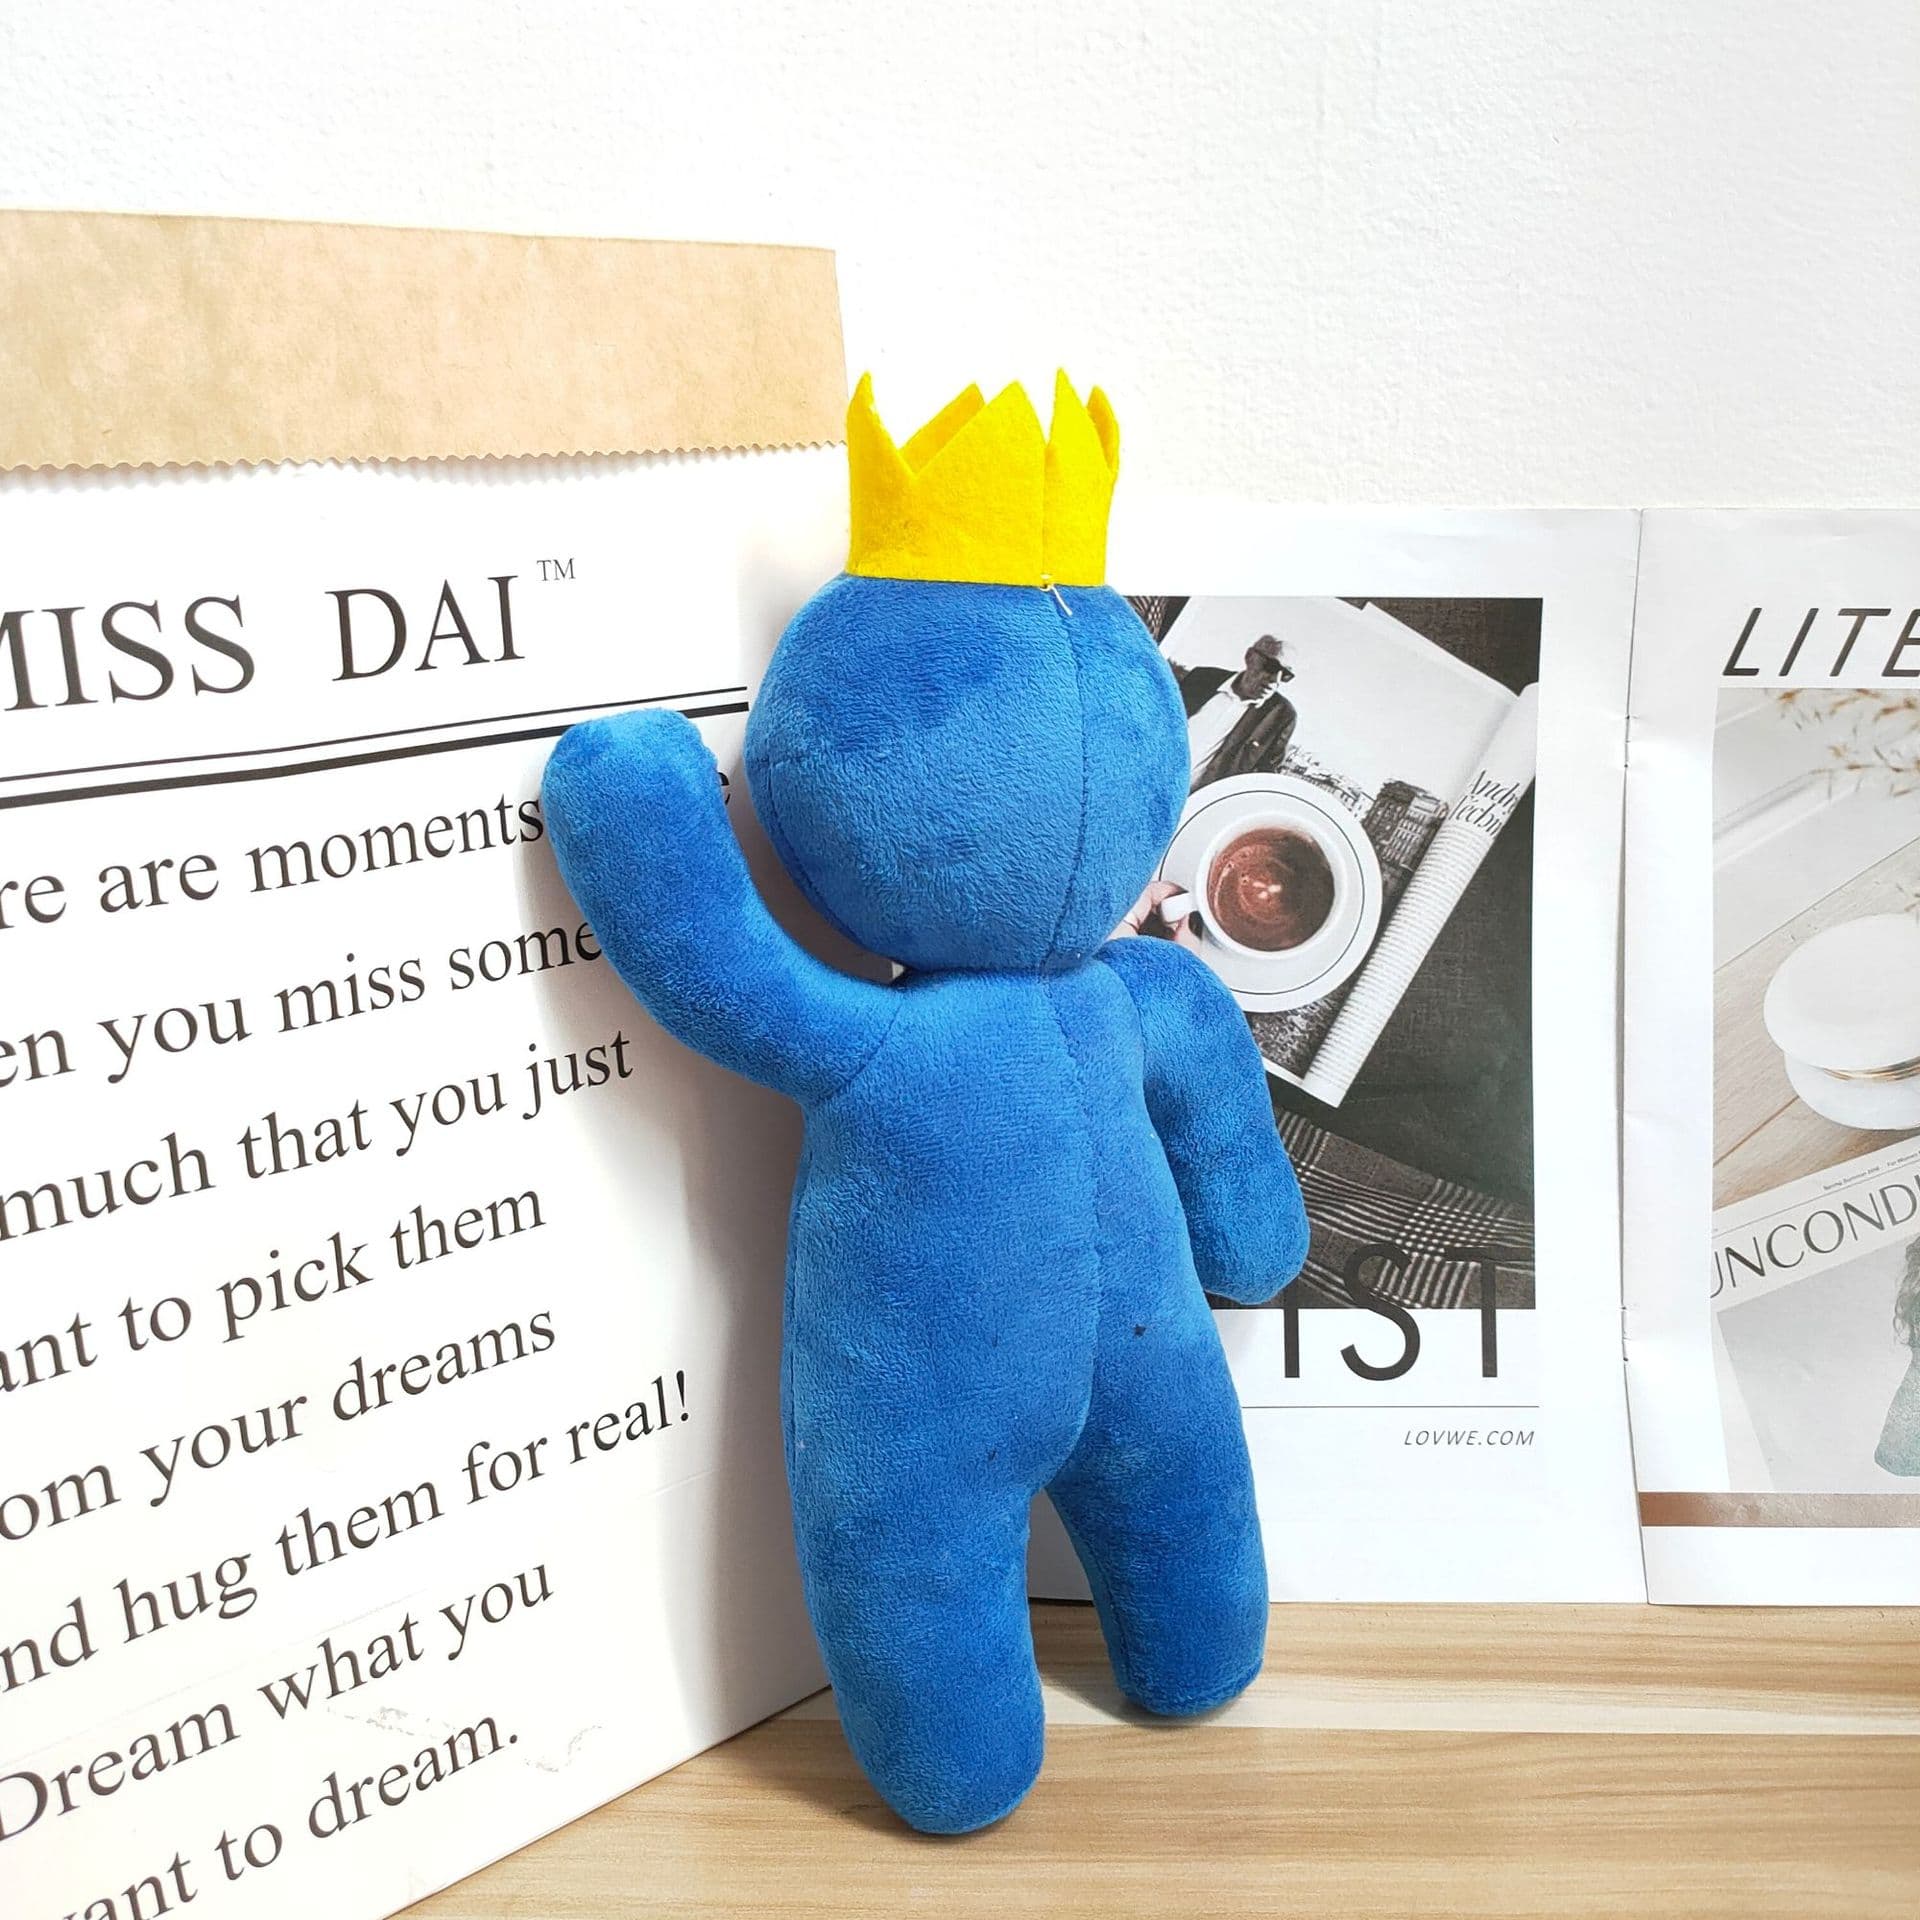 MISS DAI™
re are moments
en you miss some
much that you just
ant to pick them
om your dreams
nd hug them for real!
Dream what you
want to dream.
IST
LOVWE.COM
LITE
UNCOND